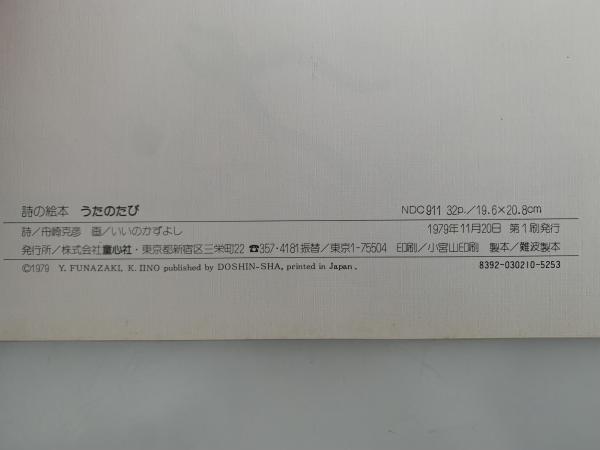 詩の絵本 うたのたび NDC911 32p./19.6×20.8cm
詩/舟崎克彦 画/いいのかずよし 1979年11月20日 第1刷発行
発行所/株式会社童心社・東京都新宿区三栄町22 ☎357・4181振替/東京1-75504 印刷/小宮山印刷 製本/難波製本
©1979 Y. FUNAZAKI, K. IINO published by DOSHIN-SHA, printed in Japan. 8392-030210-5253